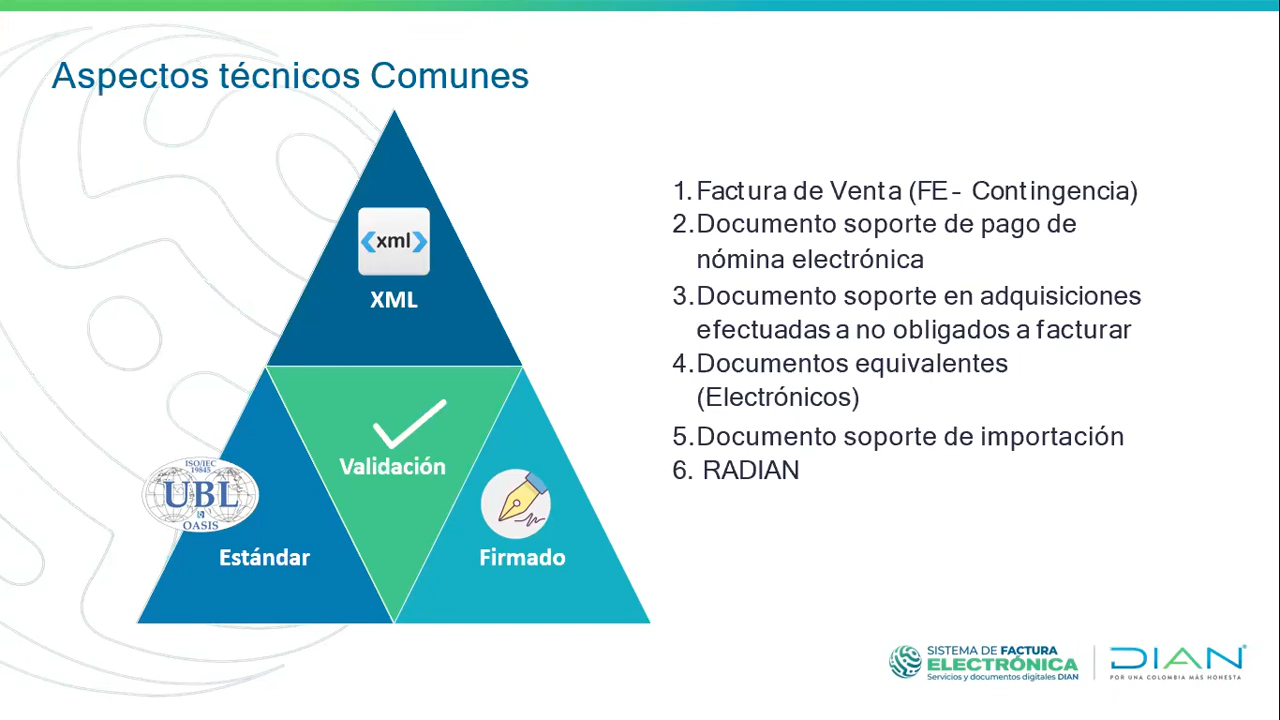 Aspectos técnicos Comunes
xml
XML
Validación
ISO/IEC
19845
UBL
OASIS
Estándar
Firmado
1. Factura de Venta (FE - Contingencia)
2. Documento soporte de pago de
nómina electrónica
3. Documento soporte en adquisiciones
efectuadas a no obligados a facturar
4. Documentos equivalentes
(Electrónicos)
5. Documento soporte de importación
6. RADIAN
SISTEMA DE FACTURA
ELECTRÓNICA
Servicios y documentos digitales DIAN
DIAN
POR UNA COLOMBIA MÁS HONESTA